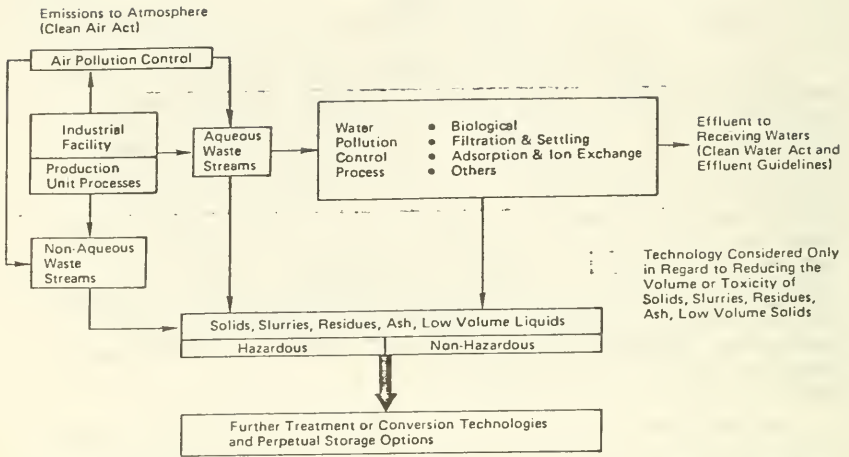 Emissions to Atmosphere
(Clean Air Act)
Air Pollution Control
Industrial
Facility
Production
Unit Processes
Aqueous
Waste
Streams
Water
Pollution
Control
Process
• Biological
• Filtration & Settling
• Adsorption & Ion Exchange
• Others
Effluent to
Receiving Waters
(Clean Water Act and
Effluent Guidelines)
Non-Aqueous
Waste
Streams
Technology Considered Only
in Regard to Reducing the
Volume or Toxicity of
Solids, Slurries, Residues,
Ash, Low Volume Solids
Solids, Slurries, Residues, Ash, Low Volume Liquids
Hazardous
Non-Hazardous
Further Treatment or Conversion Technologies
and Perpetual Storage Options